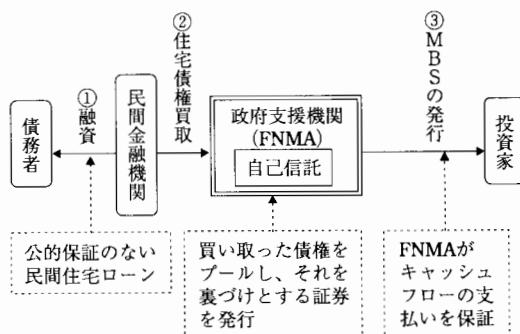 債務者
①融資
民間金融機関
②住宅債権買取
政府支援機関
(FNMA)
自己信託
③MBSの発行
投資家
公的保証のない
民間住宅ローン
買い取った債権を
プールし、それを
裏づけとする証券
を発行
FNMAが
キャッシュ
フローの支
払いを保証